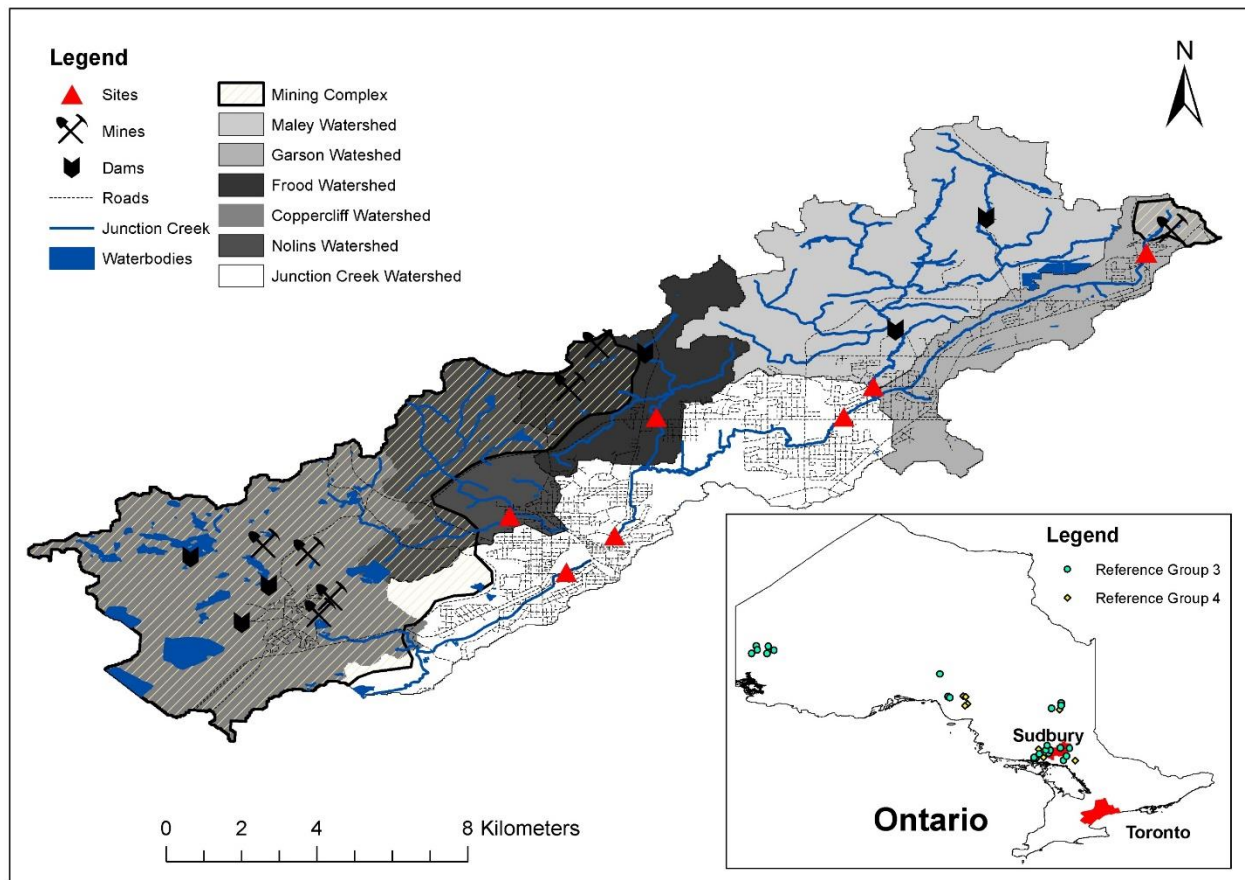 Legend
Sites
Mines
Dams
Roads
Junction Creek
Waterbodies
Mining Complex
Maley Watershed
Garson Wateshed
Frood Watershed
Coppercliff Watershed
Nolins Watershed
Junction Creek Watershed
N
0 2 4 8 Kilometers
Legend
Reference Group 3
Reference Group 4
Sudbury
Ontario
Toronto